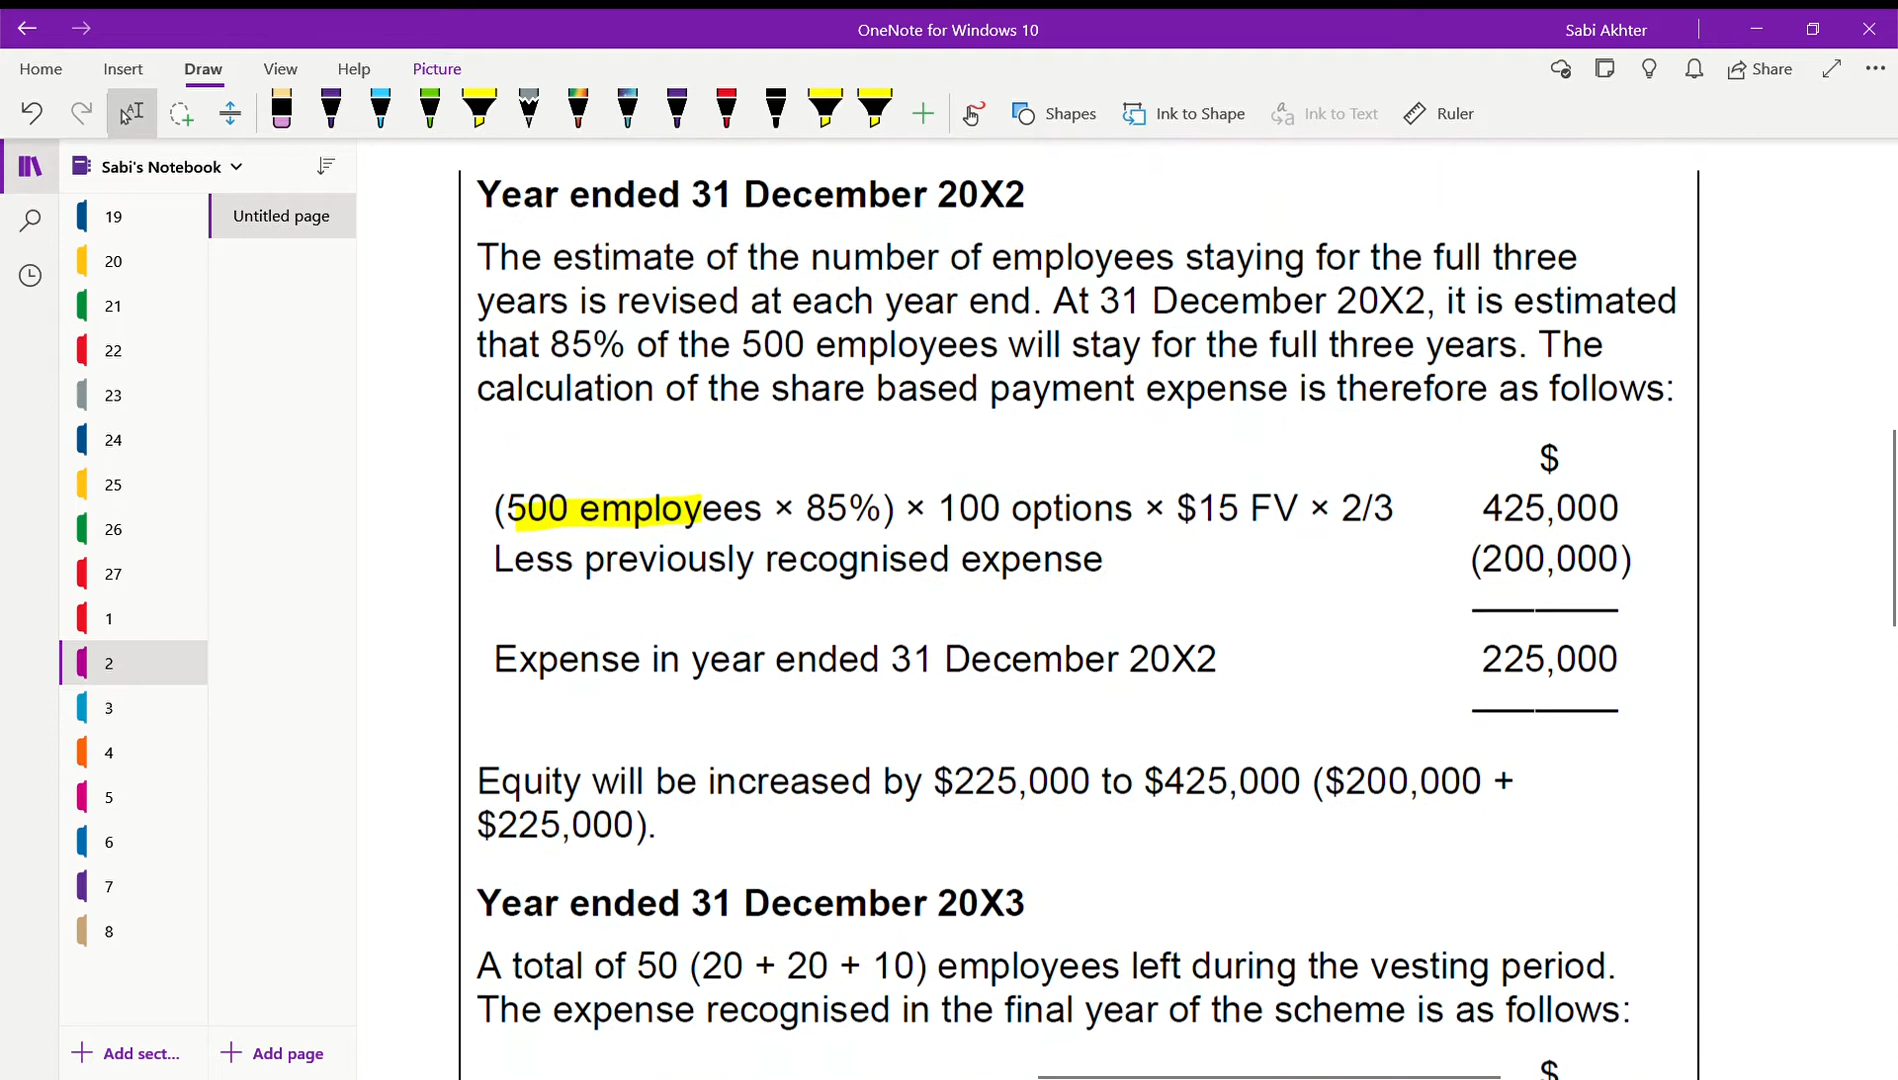 OneNote for Windows 10
Sabi Akhter
Home Insert Draw View Help Picture
Share
Shapes Ink to Shape Ink to Text Ruler
Sabi's Notebook
Untitled page
19
20
21
22
23
24
25
26
27
1
2
3
4
5
6
7
8
Add sect...
Add page
Year ended 31 December 20X2
The estimate of the number of employees staying for the full three
years is revised at each year end. At 31 December 20X2, it is estimated
that 85% of the 500 employees will stay for the full three years. The
calculation of the share based payment expense is therefore as follows:
$
(500 employees × 85%) × 100 options × $15 FV × 2/3 425,000
Less previously recognised expense (200,000)
Expense in year ended 31 December 20X2 225,000
Equity will be increased by $225,000 to $425,000 ($200,000 +
$225,000).
Year ended 31 December 20X3
A total of 50 (20 + 20 + 10) employees left during the vesting period.
The expense recognised in the final year of the scheme is as follows:
$